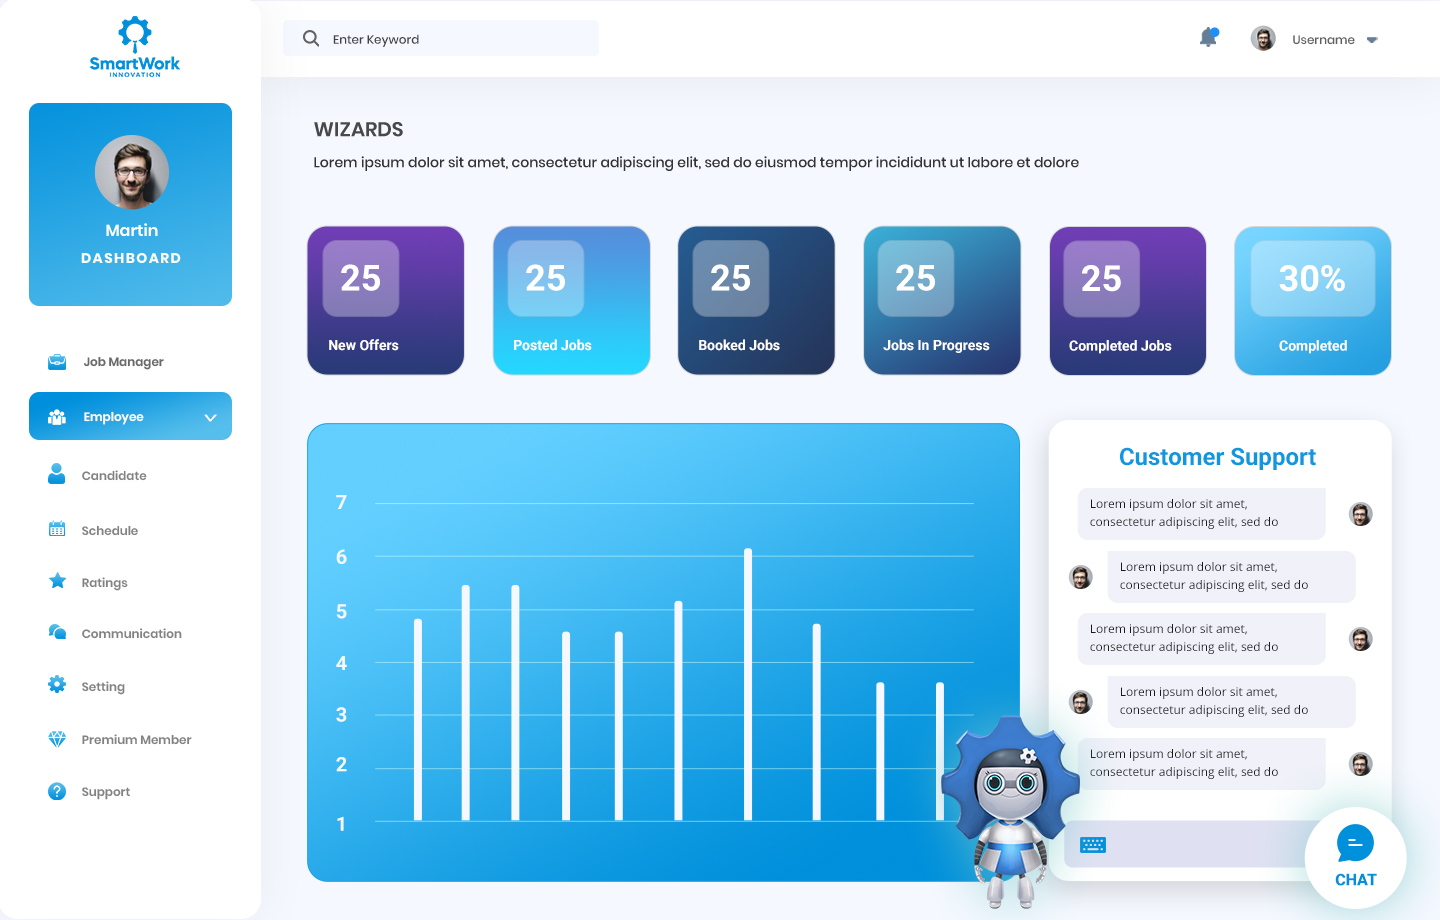 SmartWork
INNOVATION
Enter Keyword
Username
Martin
DASHBOARD
Job Manager
Employee
Candidate
Schedule
Ratings
Communication
Setting
Premium Member
Support
WIZARDS
Lorem ipsum dolor sit amet, consectetur adipiscing elit, sed do eiusmod tempor incididunt ut labore et dolore
25
New Offers
25
Posted Jobs
25
Booked Jobs
25
Jobs In Progress
25
Completed Jobs
30%
Completed
7
6
5
4
3
2
1
Customer Support
Lorem ipsum dolor sit amet,
consectetur adipiscing elit, sed do
Lorem ipsum dolor sit amet,
consectetur adipiscing elit, sed do
Lorem ipsum dolor sit amet,
consectetur adipiscing elit, sed do
Lorem ipsum dolor sit amet,
consectetur adipiscing elit, sed do
Lorem ipsum dolor sit amet,
consectetur adipiscing elit, sed do
CHAT